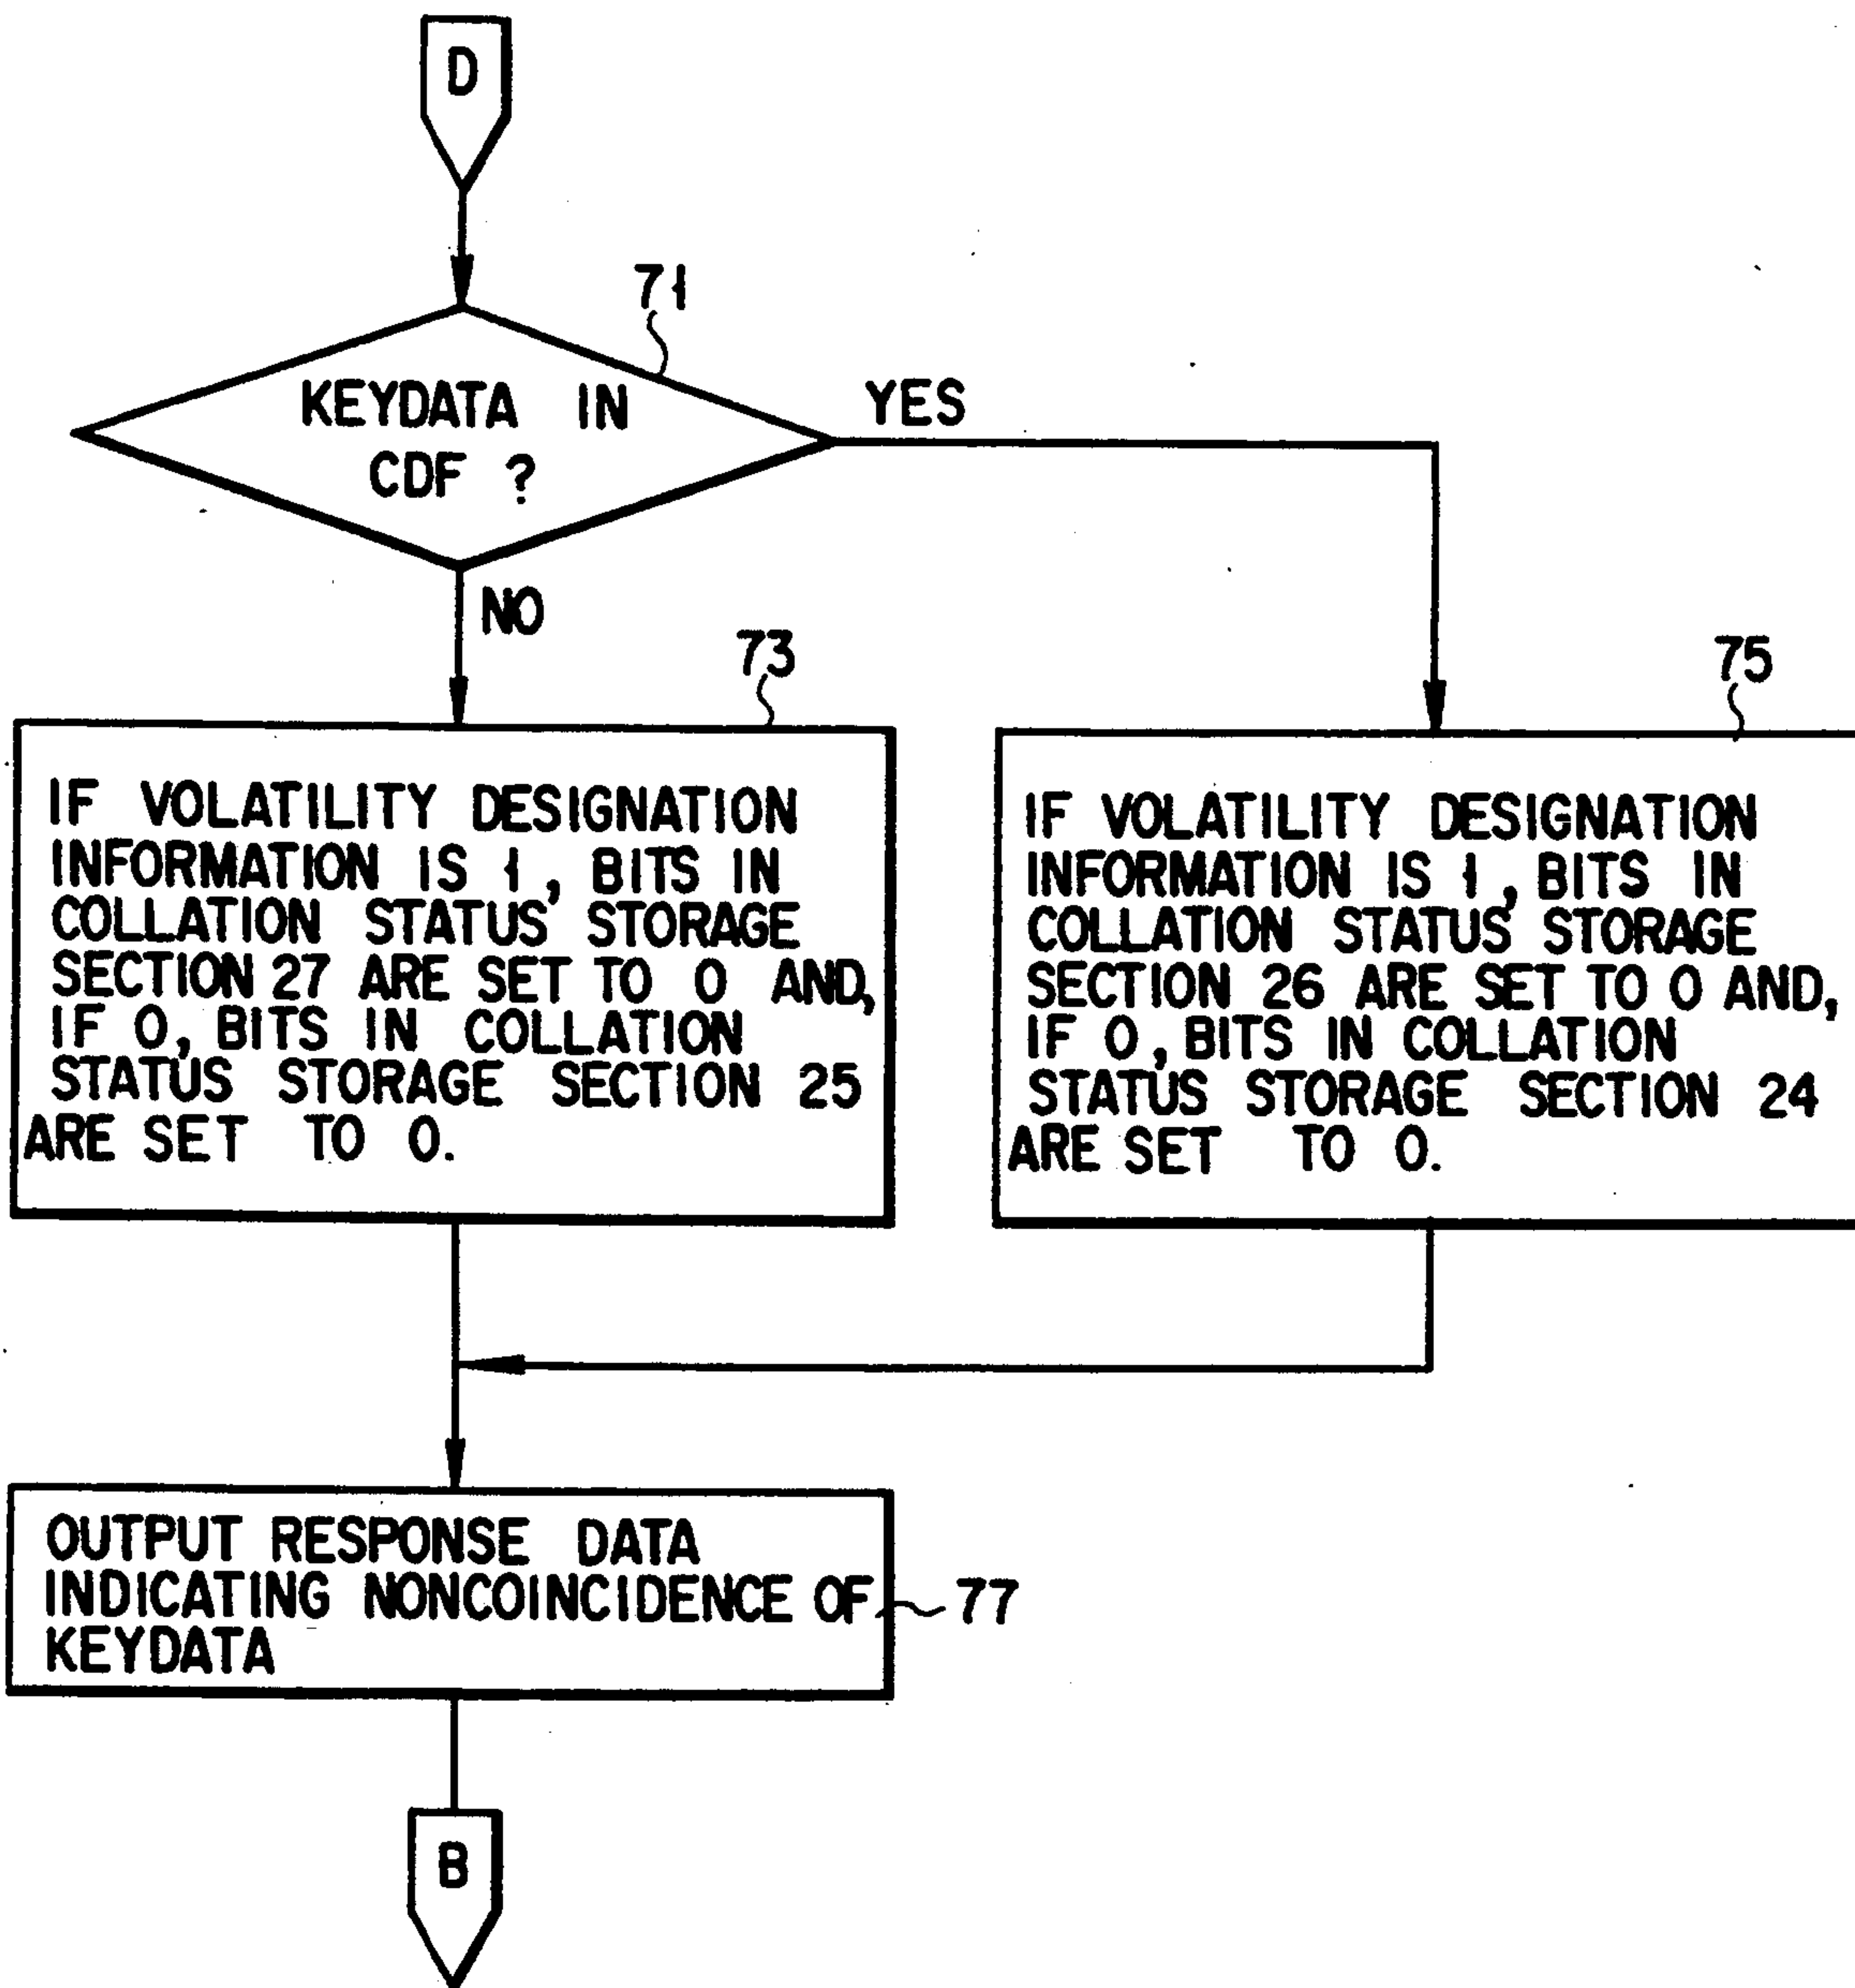 D
71
KEYDATA IN
CDF ?
YES
NO
73
IF VOLATILITY DESIGNATION
INFORMATION IS 1, BITS IN
COLLATION STATUS STORAGE
SECTION 27 ARE SET TO 0 AND,
IF 0, BITS IN COLLATION
STATUS STORAGE SECTION 25
ARE SET TO 0.
75
IF VOLATILITY DESIGNATION
INFORMATION IS 1, BITS IN
COLLATION STATUS STORAGE
SECTION 26 ARE SET TO 0 AND,
IF 0, BITS IN COLLATION
STATUS STORAGE SECTION 24
ARE SET TO 0.
OUTPUT RESPONSE DATA
INDICATING NONCOINCIDENCE OF
KEYDATA
77
B